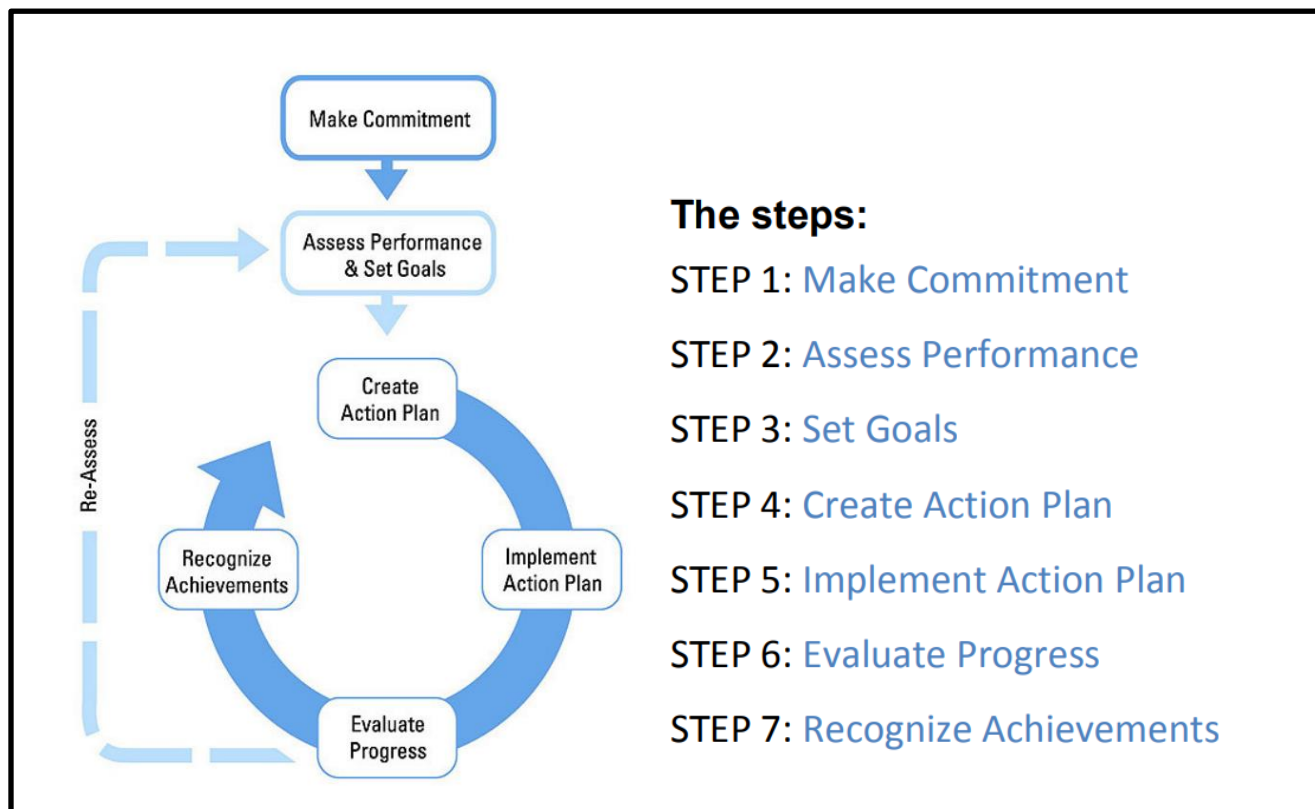 Make Commitment
Assess Performance
& Set Goals
Create
Action Plan
Re-Assess
Recognize
Achievements
Implement
Action Plan
Evaluate
Progress
The steps:
STEP 1: Make Commitment
STEP 2: Assess Performance
STEP 3: Set Goals
STEP 4: Create Action Plan
STEP 5: Implement Action Plan
STEP 6: Evaluate Progress
STEP 7: Recognize Achievements